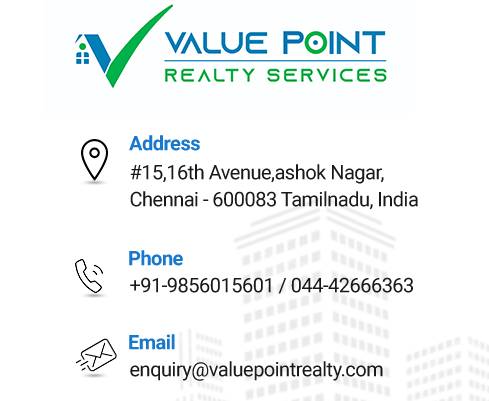 VALUE POINT
REALTY SERVICES
Address
#15,16th Avenue,ashok Nagar,
Chennai - 600083 Tamilnadu, India
Phone
+91-9856015601 / 044-42666363
Email
enquiry@valuepointrealty.com